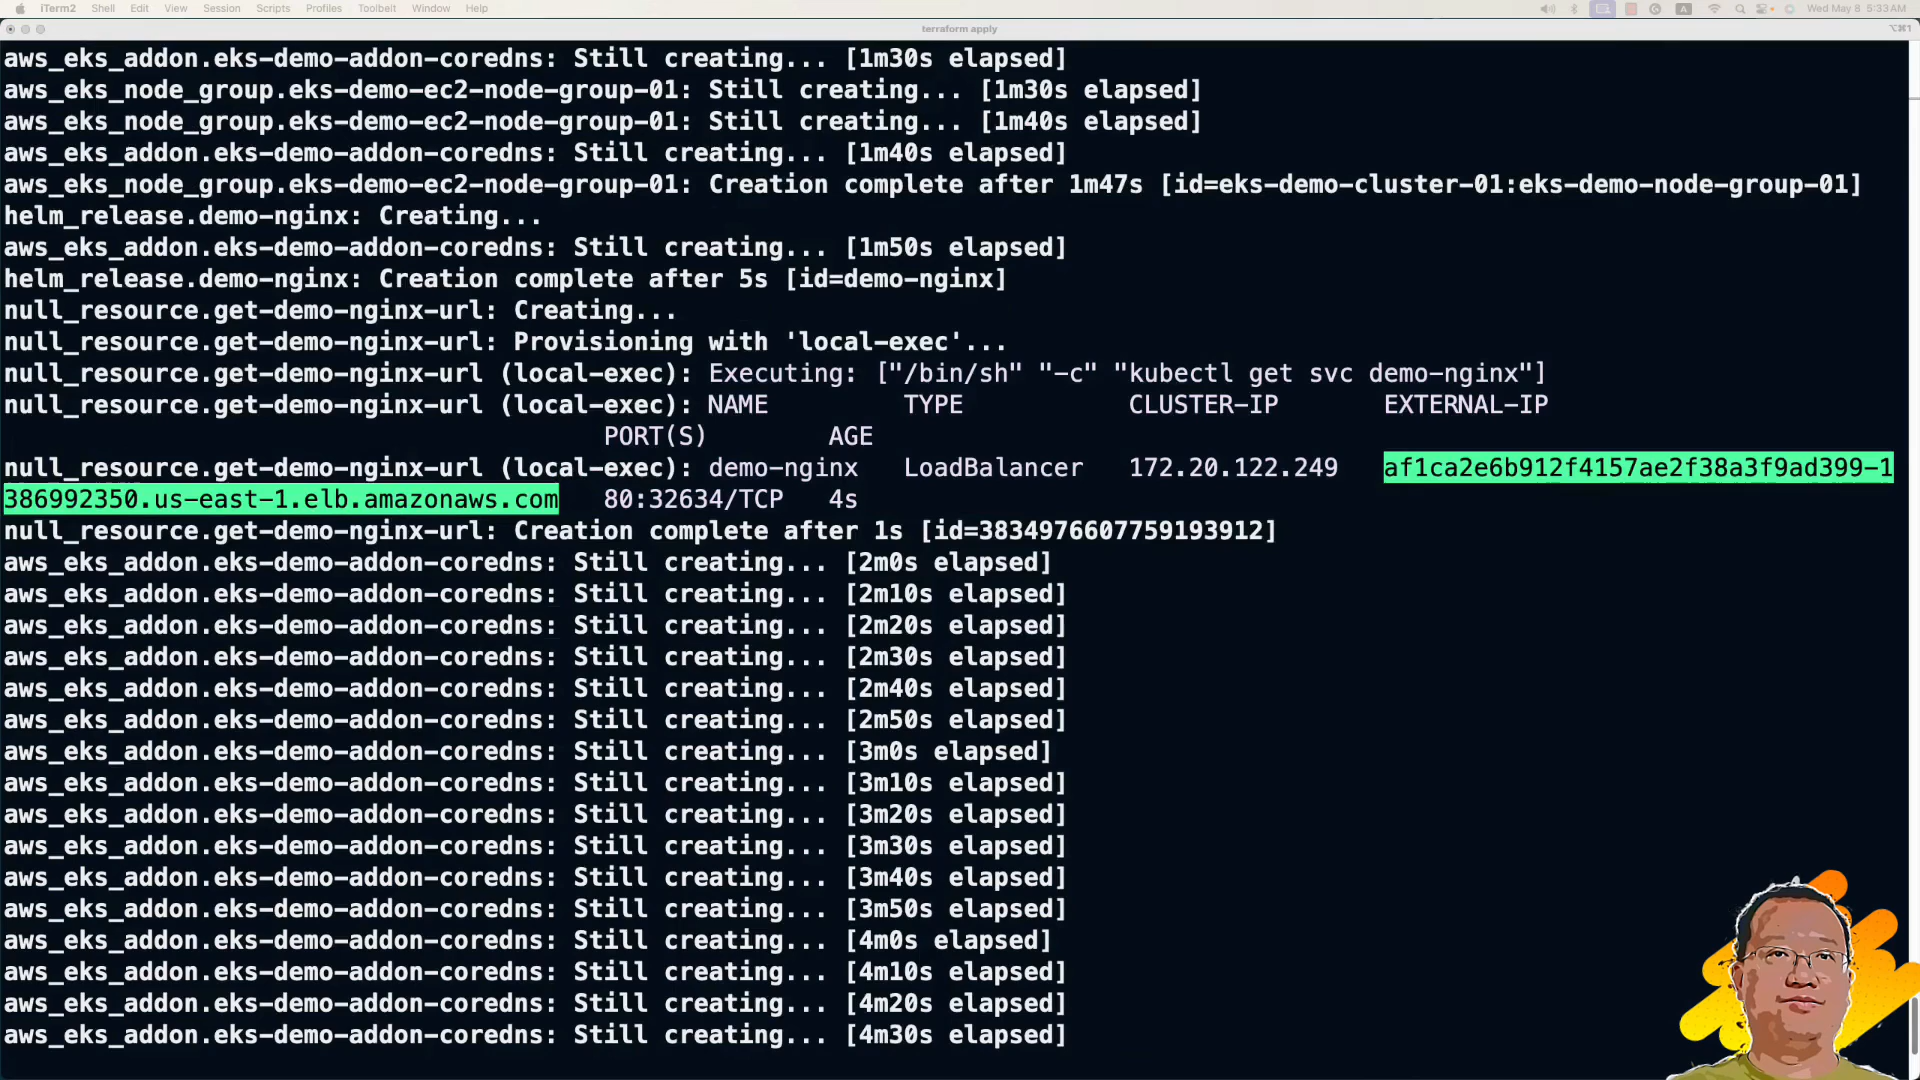 iTerm2 Shell Edit View Session Scripts Profiles Toolbelt Window Help A Wed May 8 5:33 AM
terraform apply ⌥⌘1
aws_eks_addon.eks-demo-addon-coredns: Still creating... [1m30s elapsed]
aws_eks_node_group.eks-demo-ec2-node-group-01: Still creating... [1m30s elapsed]
aws_eks_node_group.eks-demo-ec2-node-group-01: Still creating... [1m40s elapsed]
aws_eks_addon.eks-demo-addon-coredns: Still creating... [1m40s elapsed]
aws_eks_node_group.eks-demo-ec2-node-group-01: Creation complete after 1m47s [id=eks-demo-cluster-01:eks-demo-node-group-01]
helm_release.demo-nginx: Creating...
aws_eks_addon.eks-demo-addon-coredns: Still creating... [1m50s elapsed]
helm_release.demo-nginx: Creation complete after 5s [id=demo-nginx]
null_resource.get-demo-nginx-url: Creating...
null_resource.get-demo-nginx-url: Provisioning with 'local-exec'...
null_resource.get-demo-nginx-url (local-exec): Executing: ["/bin/sh" "-c" "kubectl get svc demo-nginx"]
null_resource.get-demo-nginx-url (local-exec): NAME TYPE CLUSTER-IP EXTERNAL-IP
PORT(S) AGE
null_resource.get-demo-nginx-url (local-exec): demo-nginx LoadBalancer 172.20.122.249 af1ca2e6b912f4157ae2f38a3f9ad399-1
386992350.us-east-1.elb.amazonaws.com 80:32634/TCP 4s
null_resource.get-demo-nginx-url: Creation complete after 1s [id=3834976607759193912]
aws_eks_addon.eks-demo-addon-coredns: Still creating... [2m0s elapsed]
aws_eks_addon.eks-demo-addon-coredns: Still creating... [2m10s elapsed]
aws_eks_addon.eks-demo-addon-coredns: Still creating... [2m20s elapsed]
aws_eks_addon.eks-demo-addon-coredns: Still creating... [2m30s elapsed]
aws_eks_addon.eks-demo-addon-coredns: Still creating... [2m40s elapsed]
aws_eks_addon.eks-demo-addon-coredns: Still creating... [2m50s elapsed]
aws_eks_addon.eks-demo-addon-coredns: Still creating... [3m0s elapsed]
aws_eks_addon.eks-demo-addon-coredns: Still creating... [3m10s elapsed]
aws_eks_addon.eks-demo-addon-coredns: Still creating... [3m20s elapsed]
aws_eks_addon.eks-demo-addon-coredns: Still creating... [3m30s elapsed]
aws_eks_addon.eks-demo-addon-coredns: Still creating... [3m40s elapsed]
aws_eks_addon.eks-demo-addon-coredns: Still creating... [3m50s elapsed]
aws_eks_addon.eks-demo-addon-coredns: Still creating... [4m0s elapsed]
aws_eks_addon.eks-demo-addon-coredns: Still creating... [4m10s elapsed]
aws_eks_addon.eks-demo-addon-coredns: Still creating... [4m20s elapsed]
aws_eks_addon.eks-demo-addon-coredns: Still creating... [4m30s elapsed]